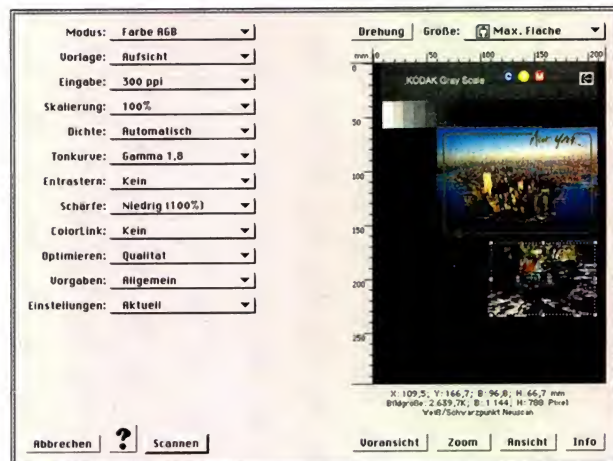 Modus: Farbe RGB
Vorlage: Aufsicht
Eingabe: 300 ppi
Skalierung: 100%
Dichte: Automatisch
Tonkurve: Gamma 1,8
Entrastern: Kein
Schärfe: Niedrig (100%)
ColorLink: Kein
Optimieren: Qualität
Vorgaben: Allgemein
Einstellungen: Aktuell
Abbrechen ? Scannen
Drehung Größe: Max. Fläche
mm 0 50 100 150 200
0
50
100
150
200
250
KODAK Gray Scale C Y M
New York
X: 109,5; Y: 166,7; B: 96,8; H: 66,7 mm
Bildgröße: 2.639,7K; B: 1 144; H: 788 Pixel
Weiß/Schwarzpunkt Neuscan
Voransicht Zoom Ansicht Info